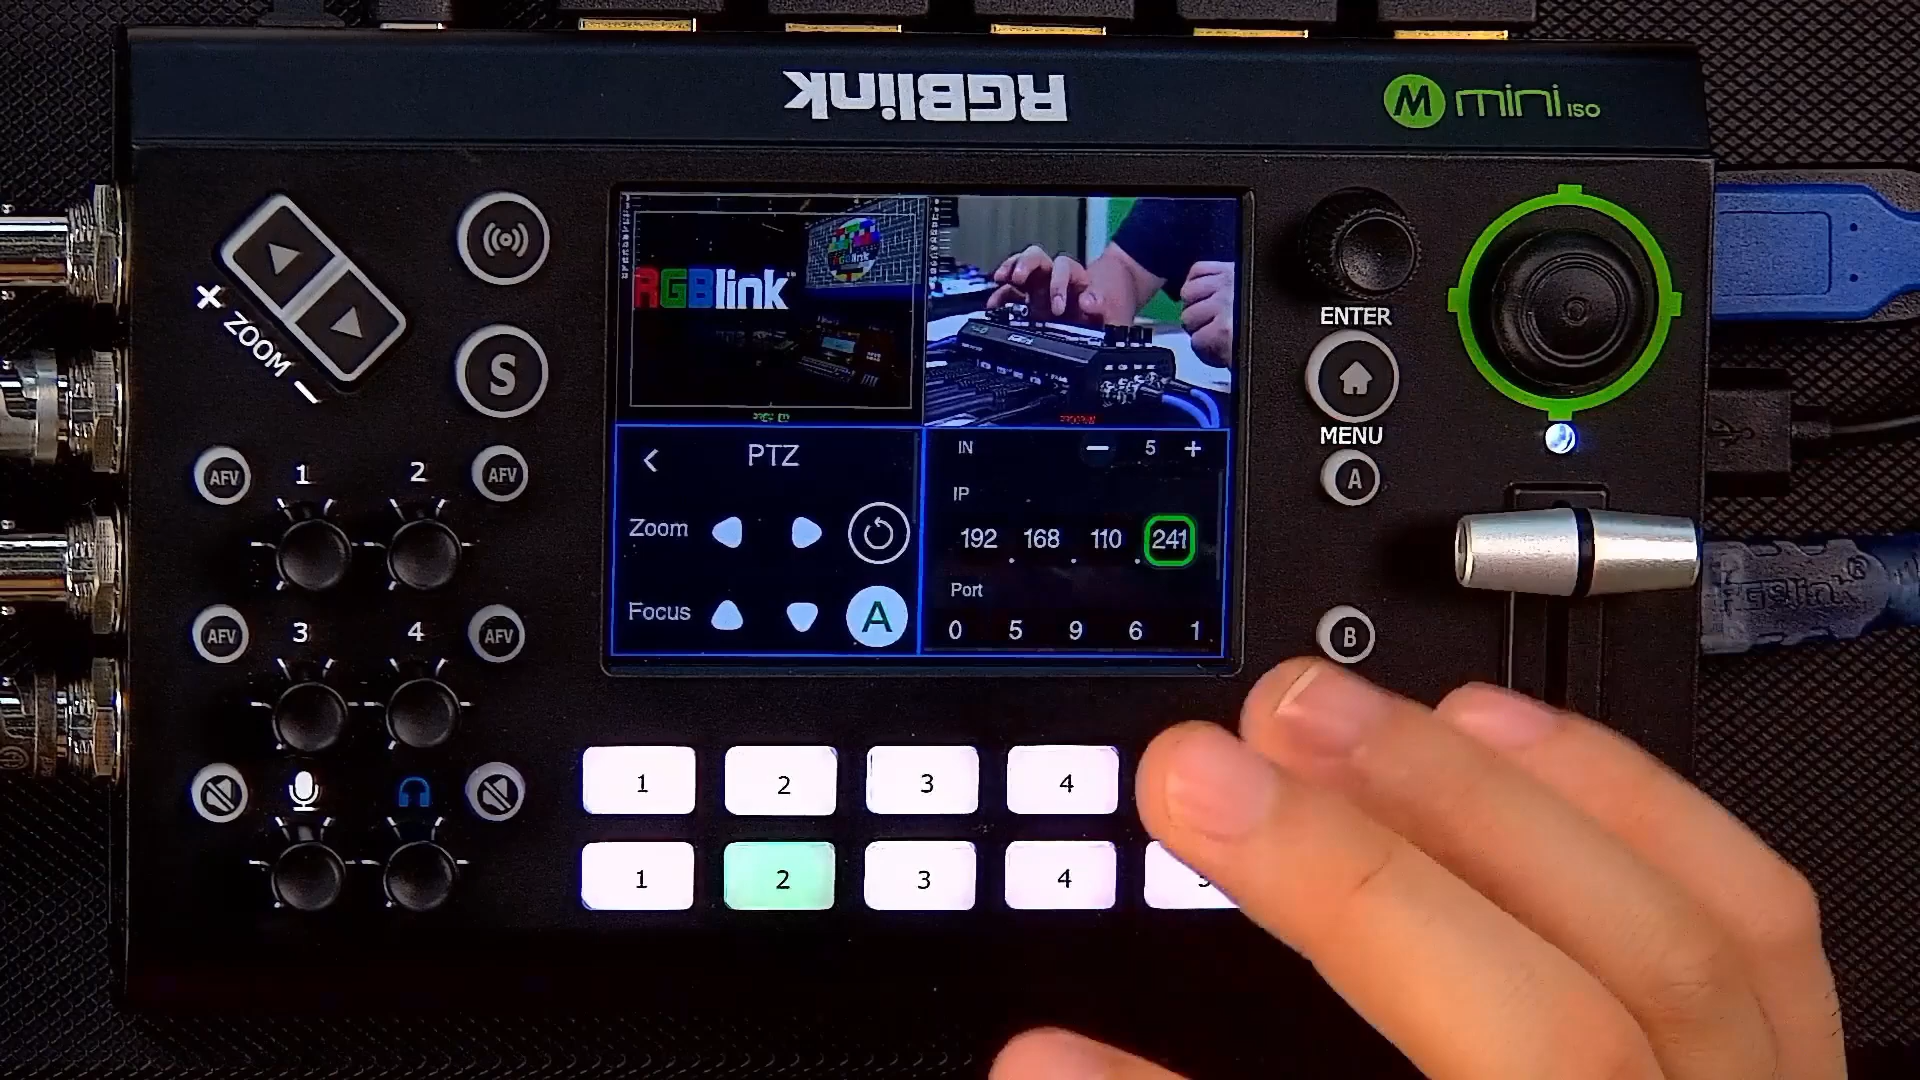 RGBlink
M mini ISO
ZOOM
S
RGBlink
RGBlink
ENTER
MENU
A
PTZ
IN
5
IP
Zoom
192 . 168 . 110 . 241
Port
Focus
A
0 5 9 6 1
AFV 1 2 AFV
AFV 3 4 AFV
B
RGBlink®
1 2 3 4
1 2 3 4